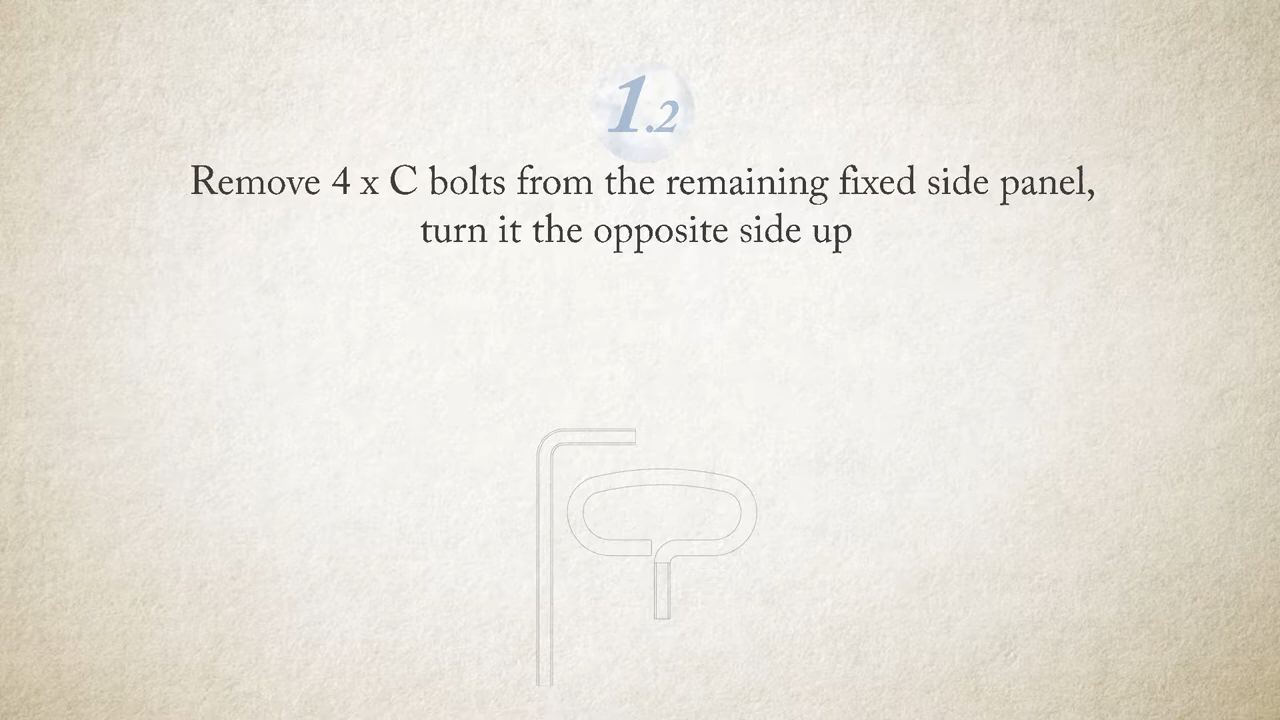 1.2
Remove 4 x C bolts from the remaining fixed side panel,
turn it the opposite side up